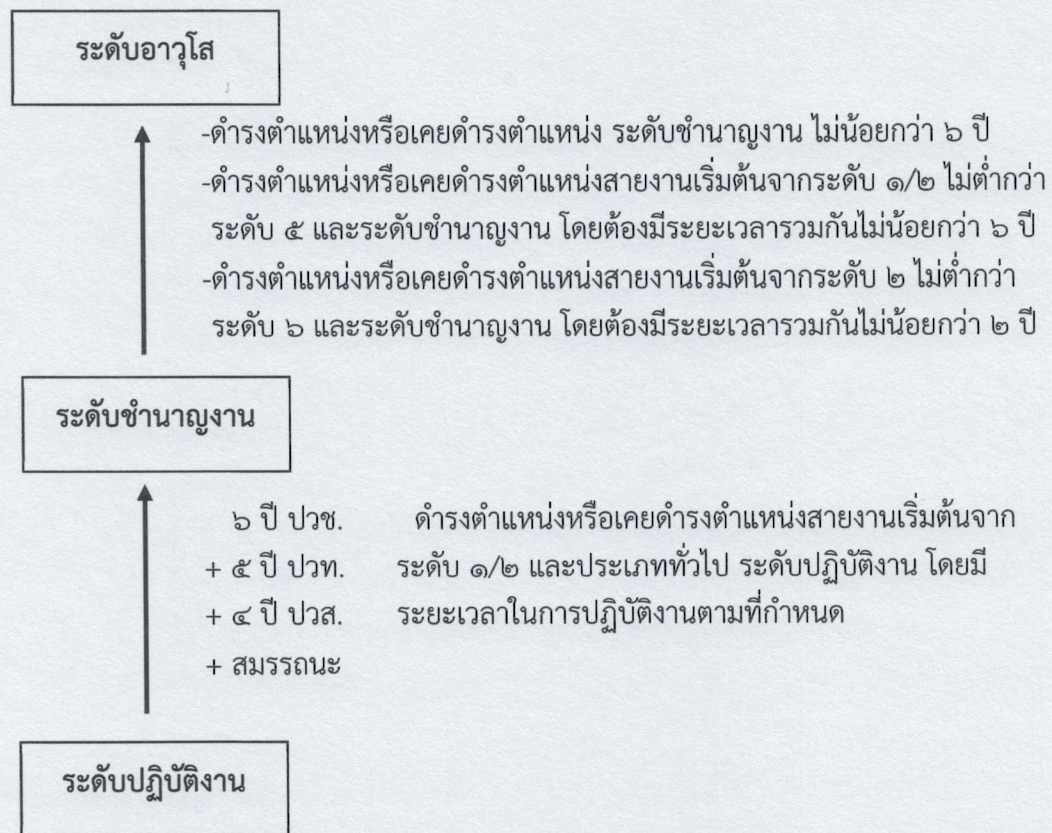 ระดับอาวุโส
-ดำรงตำแหน่งหรือเคยดำรงตำแหน่ง ระดับชำนาญงาน ไม่น้อยกว่า ๖ ปี
-ดำรงตำแหน่งหรือเคยดำรงตำแหน่งสายงานเริ่มต้นจากระดับ ๑/๒ ไม่ต่ำกว่า
ระดับ ๕ และระดับชำนาญงาน โดยต้องมีระยะเวลารวมกันไม่น้อยกว่า ๖ ปี
-ดำรงตำแหน่งหรือเคยดำรงตำแหน่งสายงานเริ่มต้นจากระดับ ๒ ไม่ต่ำกว่า
ระดับ ๖ และระดับชำนาญงาน โดยต้องมีระยะเวลารวมกันไม่น้อยกว่า ๒ ปี
ระดับชำนาญงาน
๖ ปี ปวช. ดำรงตำแหน่งหรือเคยดำรงตำแหน่งสายงานเริ่มต้นจาก
+ ๕ ปี ปวท. ระดับ ๑/๒ และประเภททั่วไป ระดับปฏิบัติงาน โดยมี
+ ๔ ปี ปวส. ระยะเวลาในการปฏิบัติงานตามที่กำหนด
+ สมรรถนะ
ระดับปฏิบัติงาน